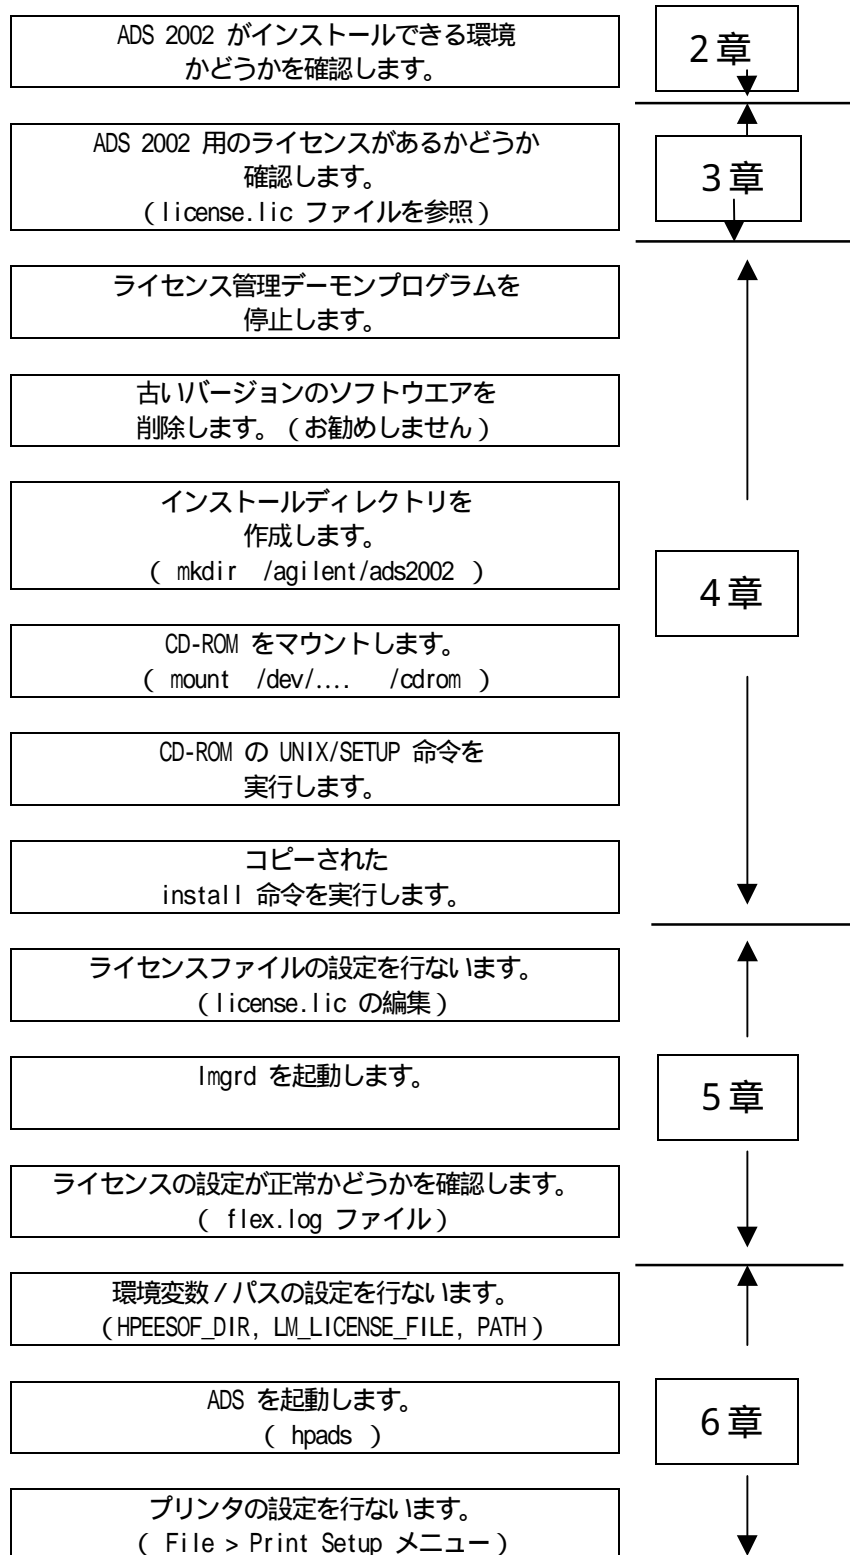 ADS 2002 がインストールできる環境
かどうかを確認します。
2章
ADS 2002 用のライセンスがあるかどうか
確認します。
(license.lic ファイルを参照)
3章
ライセンス管理デーモンプログラムを
停止します。
古いバージョンのソフトウエアを
削除します。(お勧めしません)
インストールディレクトリを
作成します。
( mkdir /agilent/ads2002 )
4章
CD-ROM をマウントします。
( mount /dev/.... /cdrom )
CD-ROM の UNIX/SETUP 命令を
実行します。
コピーされた
install 命令を実行します。
ライセンスファイルの設定を行ないます。
(license.lic の編集)
lmgrd を起動します。
5章
ライセンスの設定が正常かどうかを確認します。
( flex.log ファイル)
環境変数/パスの設定を行ないます。
(HPEESOF_DIR, LM_LICENSE_FILE, PATH)
ADS を起動します。
( hpads )
6章
プリンタの設定を行ないます。
( File > Print Setup メニュー)